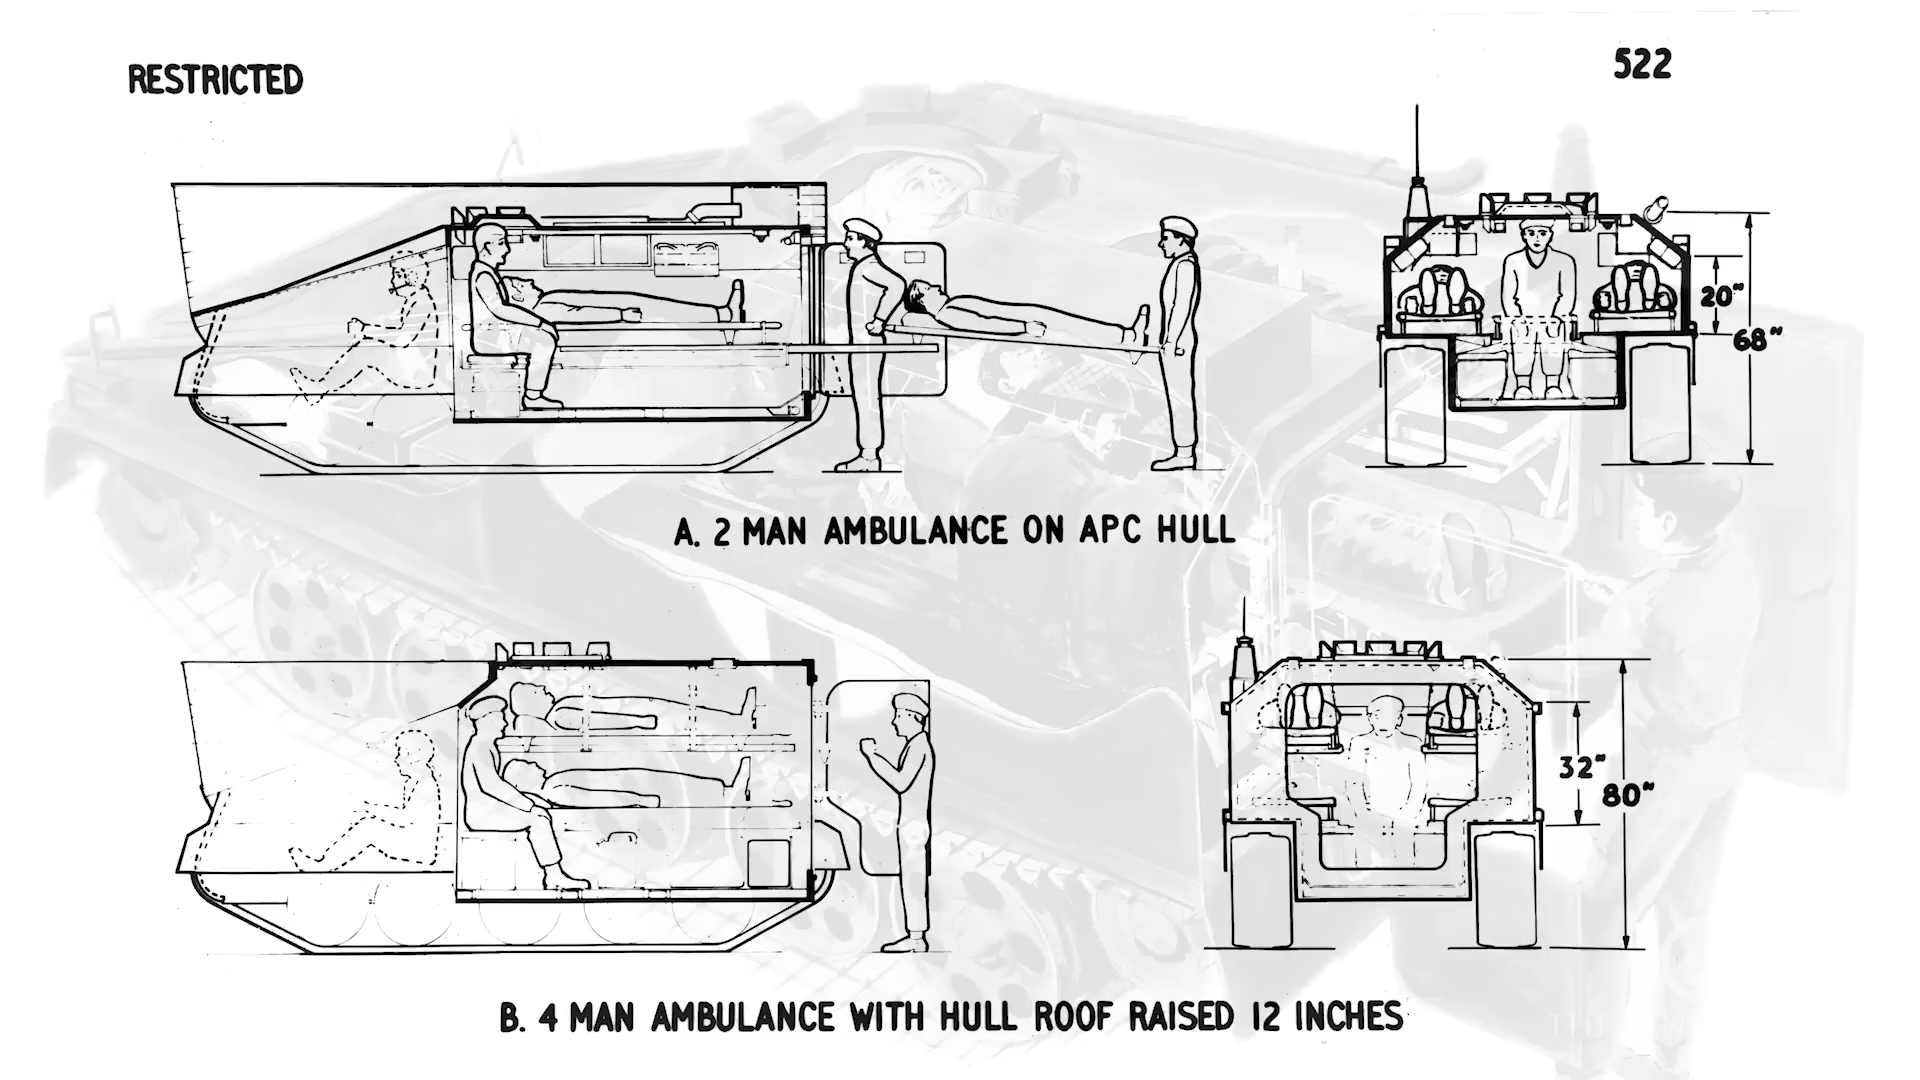 RESTRICTED
522
20"
68"
A. 2 MAN AMBULANCE ON APC HULL
32"
80"
B. 4 MAN AMBULANCE WITH HULL ROOF RAISED 12 INCHES